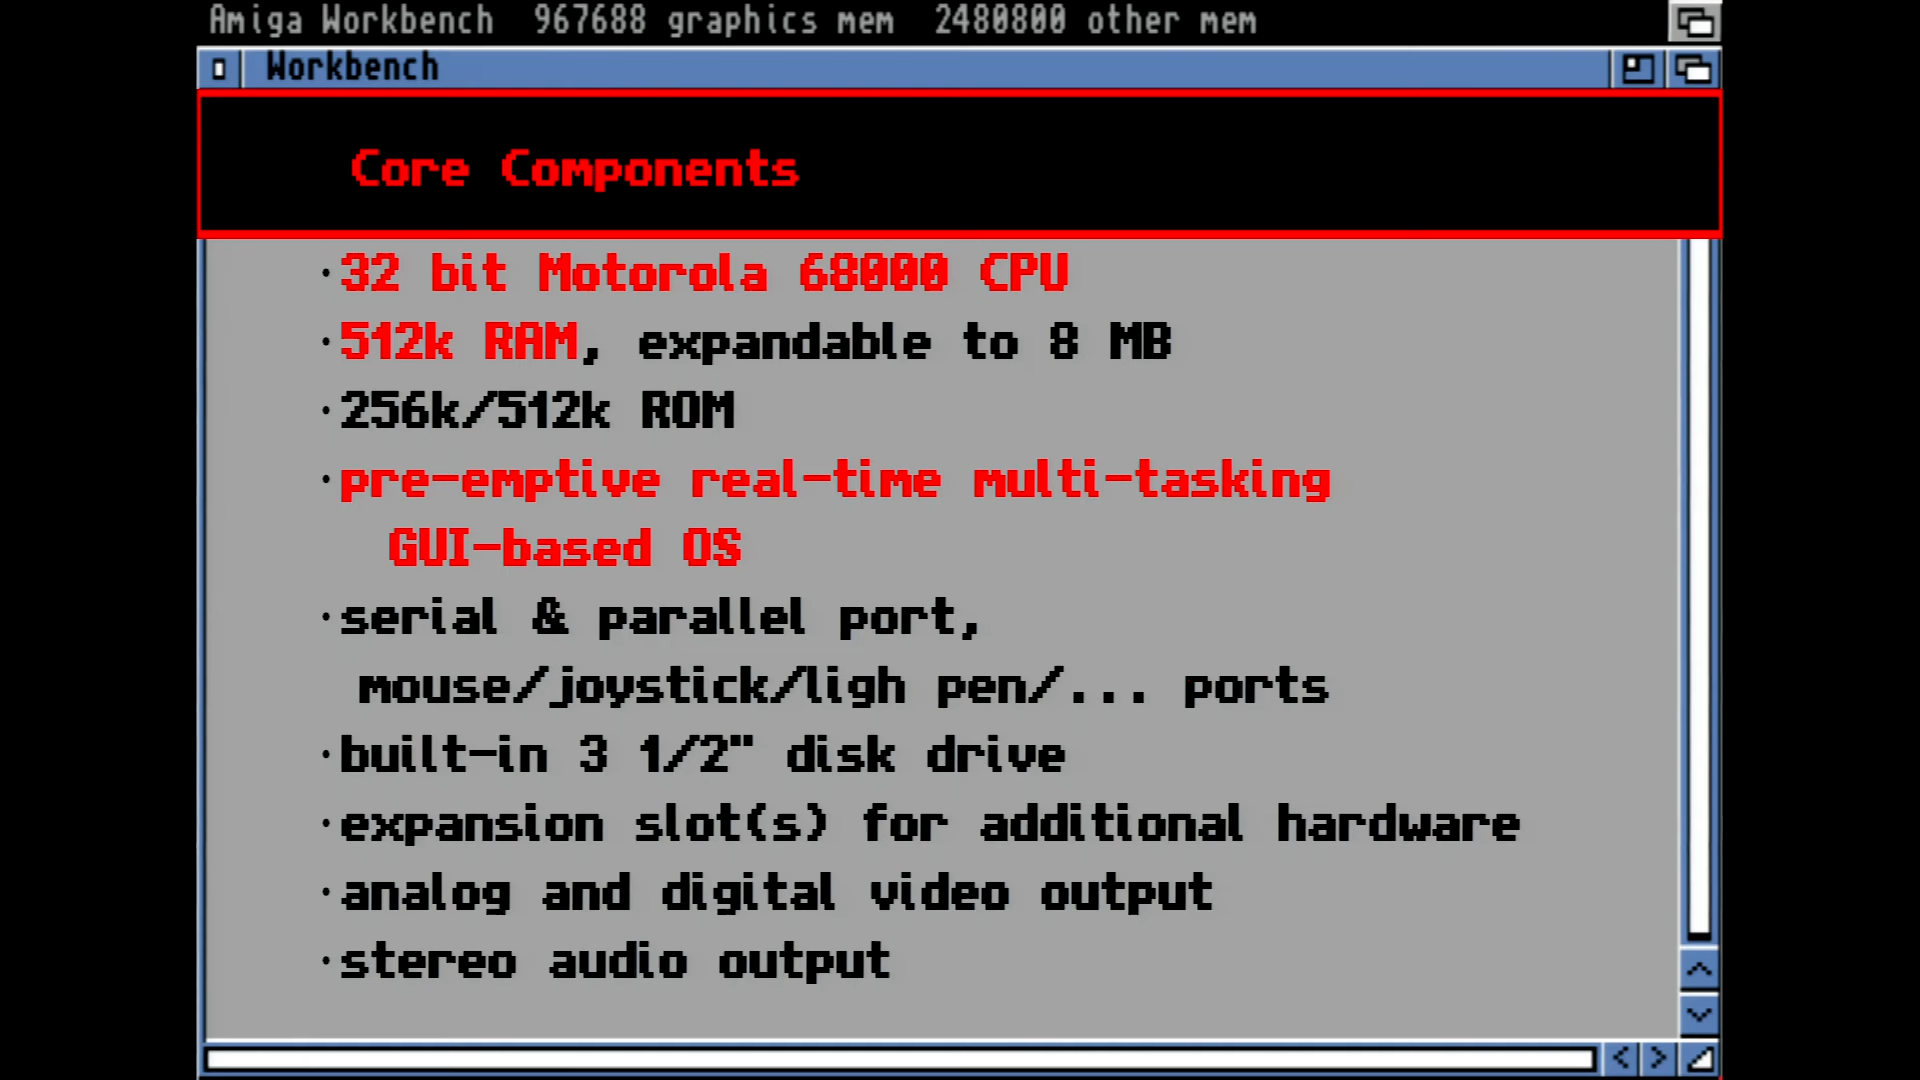 Amiga Workbench  967688 graphics mem  2480800 other mem
Workbench
Core Components
·32 bit Motorola 68000 CPU
·512k RAM, expandable to 8 MB
·256k/512k ROM
·pre-emptive real-time multi-tasking
GUI-based OS
·serial & parallel port,
mouse/joystick/ligh pen/... ports
·built-in 3 1/2" disk drive
·expansion slot(s) for additional hardware
·analog and digital video output
·stereo audio output